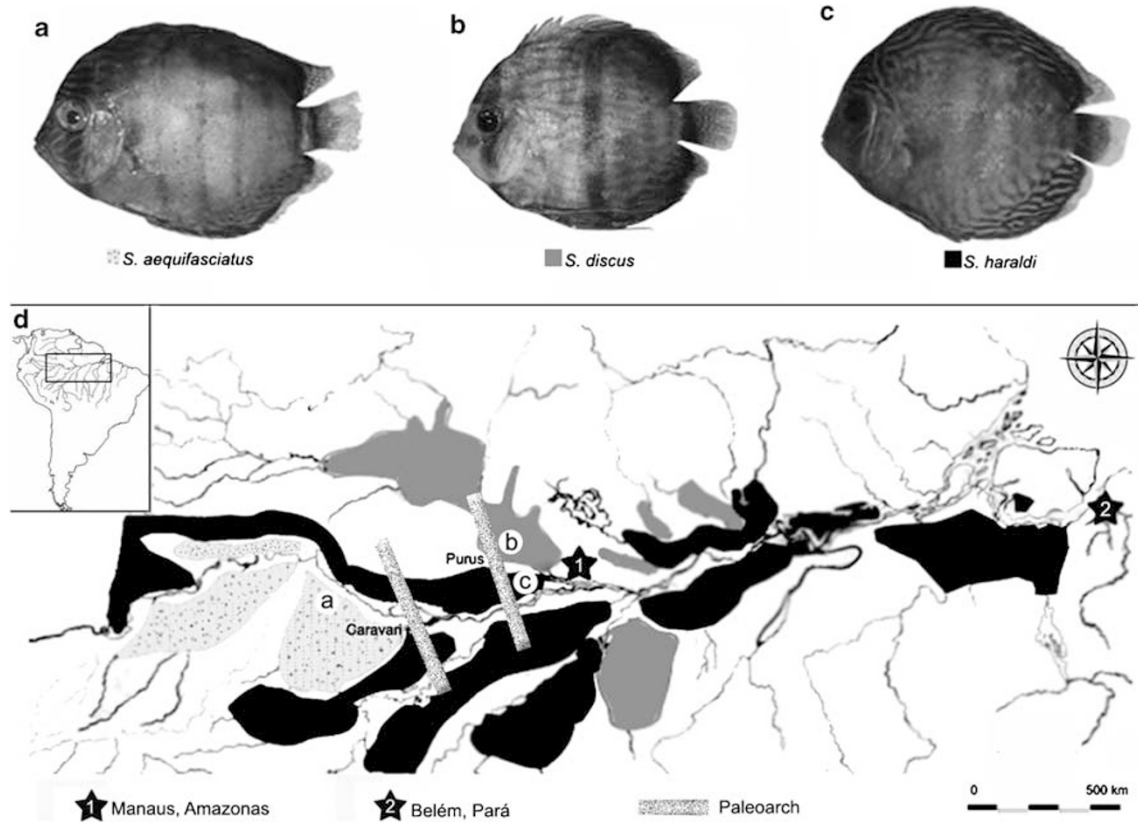 a
b
c
S. aequifasciatus
S. discus
S. haraldi
d
Purus
b
1
2
c
a
Caravari
1 Manaus, Amazonas
2 Belém, Pará
Paleoarch
0 500 km